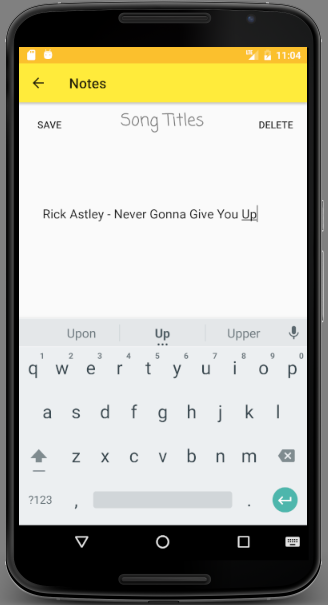 11:04
Notes
SAVE Song Titles DELETE
Rick Astley - Never Gonna Give You Up
Upon Up Upper
1 2 3 4 5 6 7 8 9 0
q w e r t y u i o p
a s d f g h j k l
z x c v b n m
?123 , .